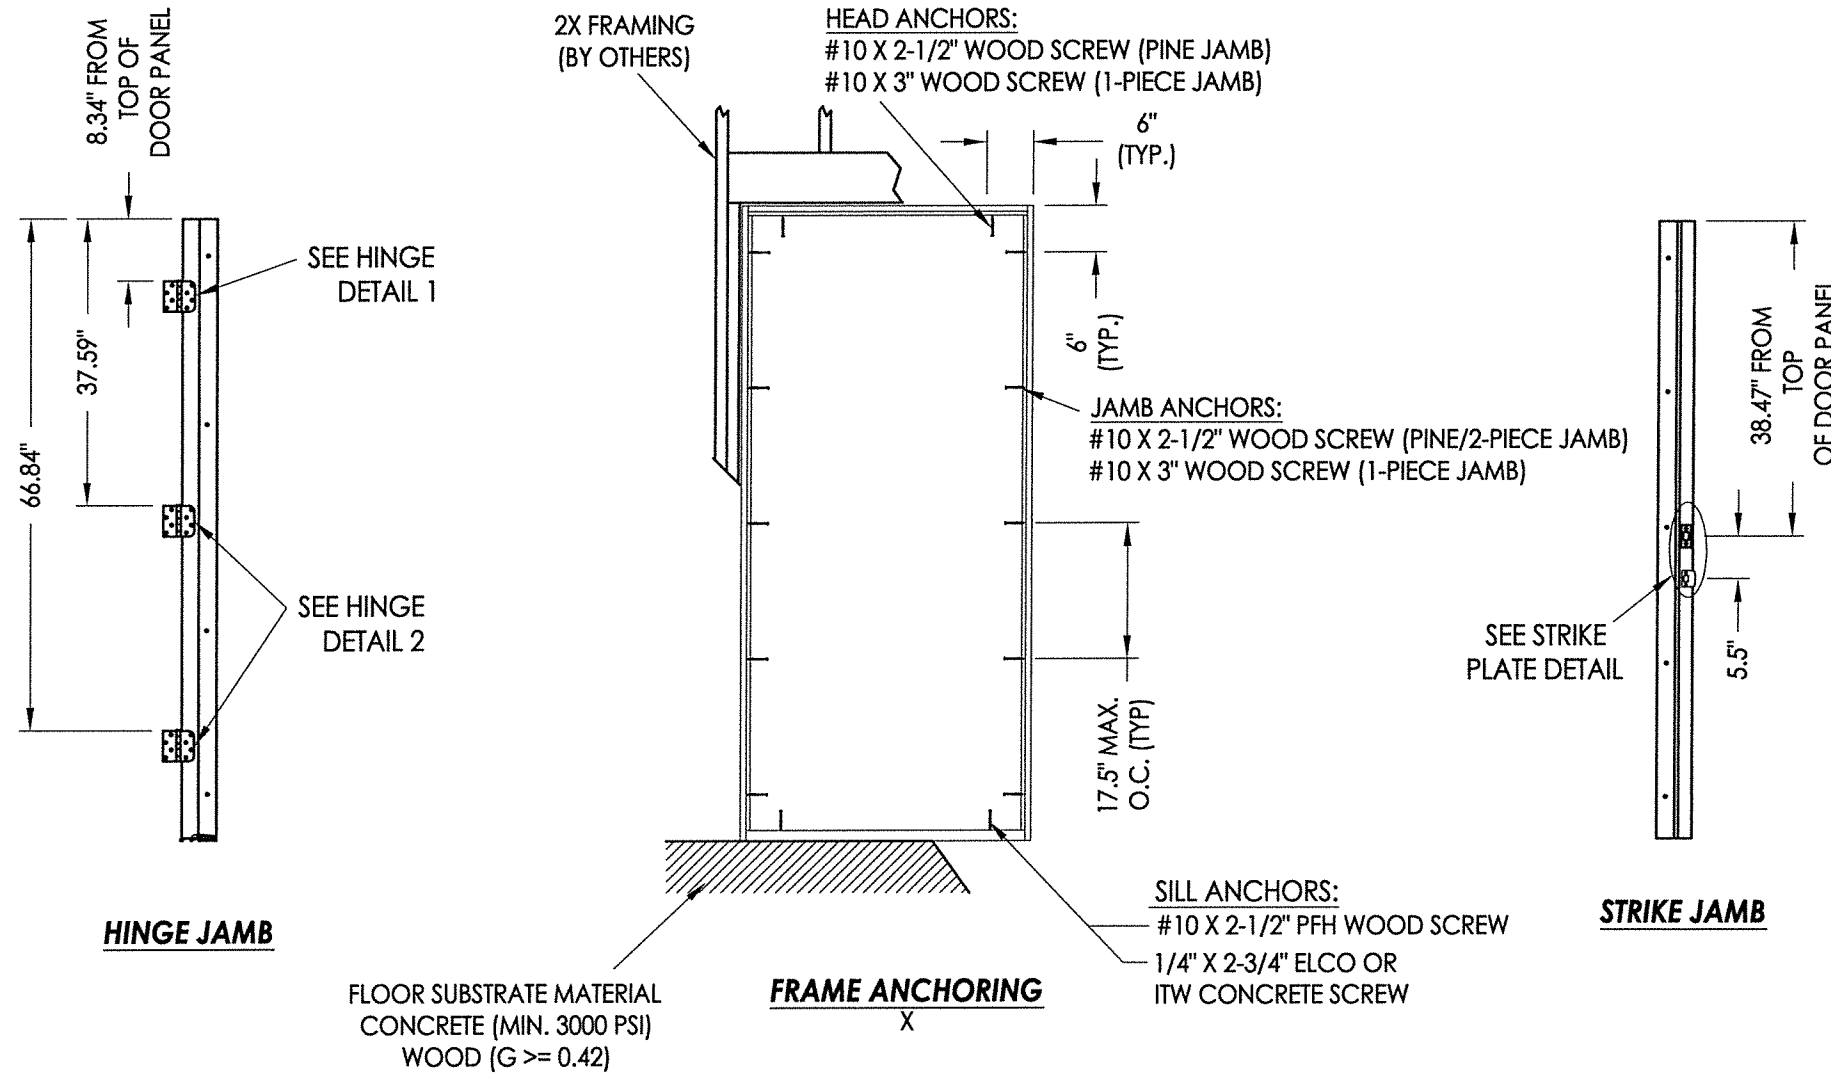 8.34" FROM
TOP OF
DOOR PANEL
66.84"
37.59"
SEE HINGE
DETAIL 1
SEE HINGE
DETAIL 2
HINGE JAMB
2X FRAMING
(BY OTHERS)
HEAD ANCHORS:
#10 X 2-1/2" WOOD SCREW (PINE JAMB)
#10 X 3" WOOD SCREW (1-PIECE JAMB)
6"
(TYP.)
6"
(TYP.)
JAMB ANCHORS:
#10 X 2-1/2" WOOD SCREW (PINE/2-PIECE JAMB)
#10 X 3" WOOD SCREW (1-PIECE JAMB)
17.5" MAX.
O.C. (TYP)
SILL ANCHORS:
#10 X 2-1/2" PFH WOOD SCREW
1/4" X 2-3/4" ELCO OR
ITW CONCRETE SCREW
FLOOR SUBSTRATE MATERIAL
CONCRETE (MIN. 3000 PSI)
WOOD (G >= 0.42)
FRAME ANCHORING
X
38.47" FROM
TOP
OF DOOR PANEL
5.5"
SEE STRIKE
PLATE DETAIL
STRIKE JAMB